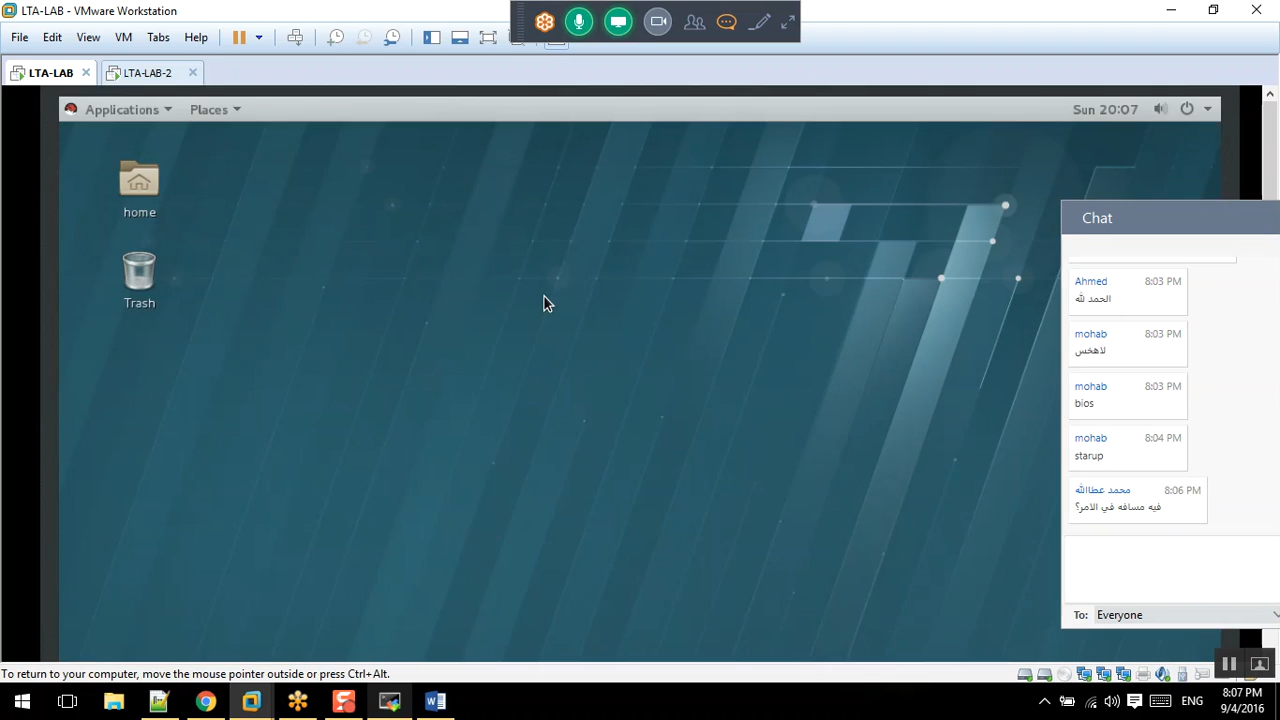 LTA-LAB - VMware Workstation
File Edit View VM Tabs Help
LTA-LAB LTA-LAB-2
Applications Places Sun 20:07
home
Trash
Chat
Ahmed 8:03 PM
الحمد لله
mohab 8:03 PM
لاهخس
mohab 8:03 PM
bios
mohab 8:04 PM
starup
محمد عطاالله 8:06 PM
فيه مسافه في الامر؟
To: Everyone
To return to your computer, move the mouse pointer outside or press Ctrl+Alt.
ENG 8:07 PM
9/4/2016